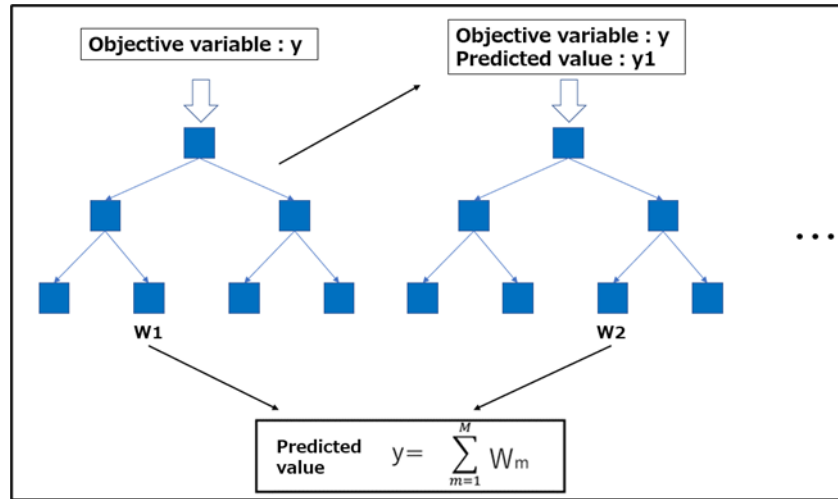 Objective variable : y
Objective variable : y
Predicted value : y1
...
W1
W2
Predicted value y= ∑_{m=1}^{M} Wm